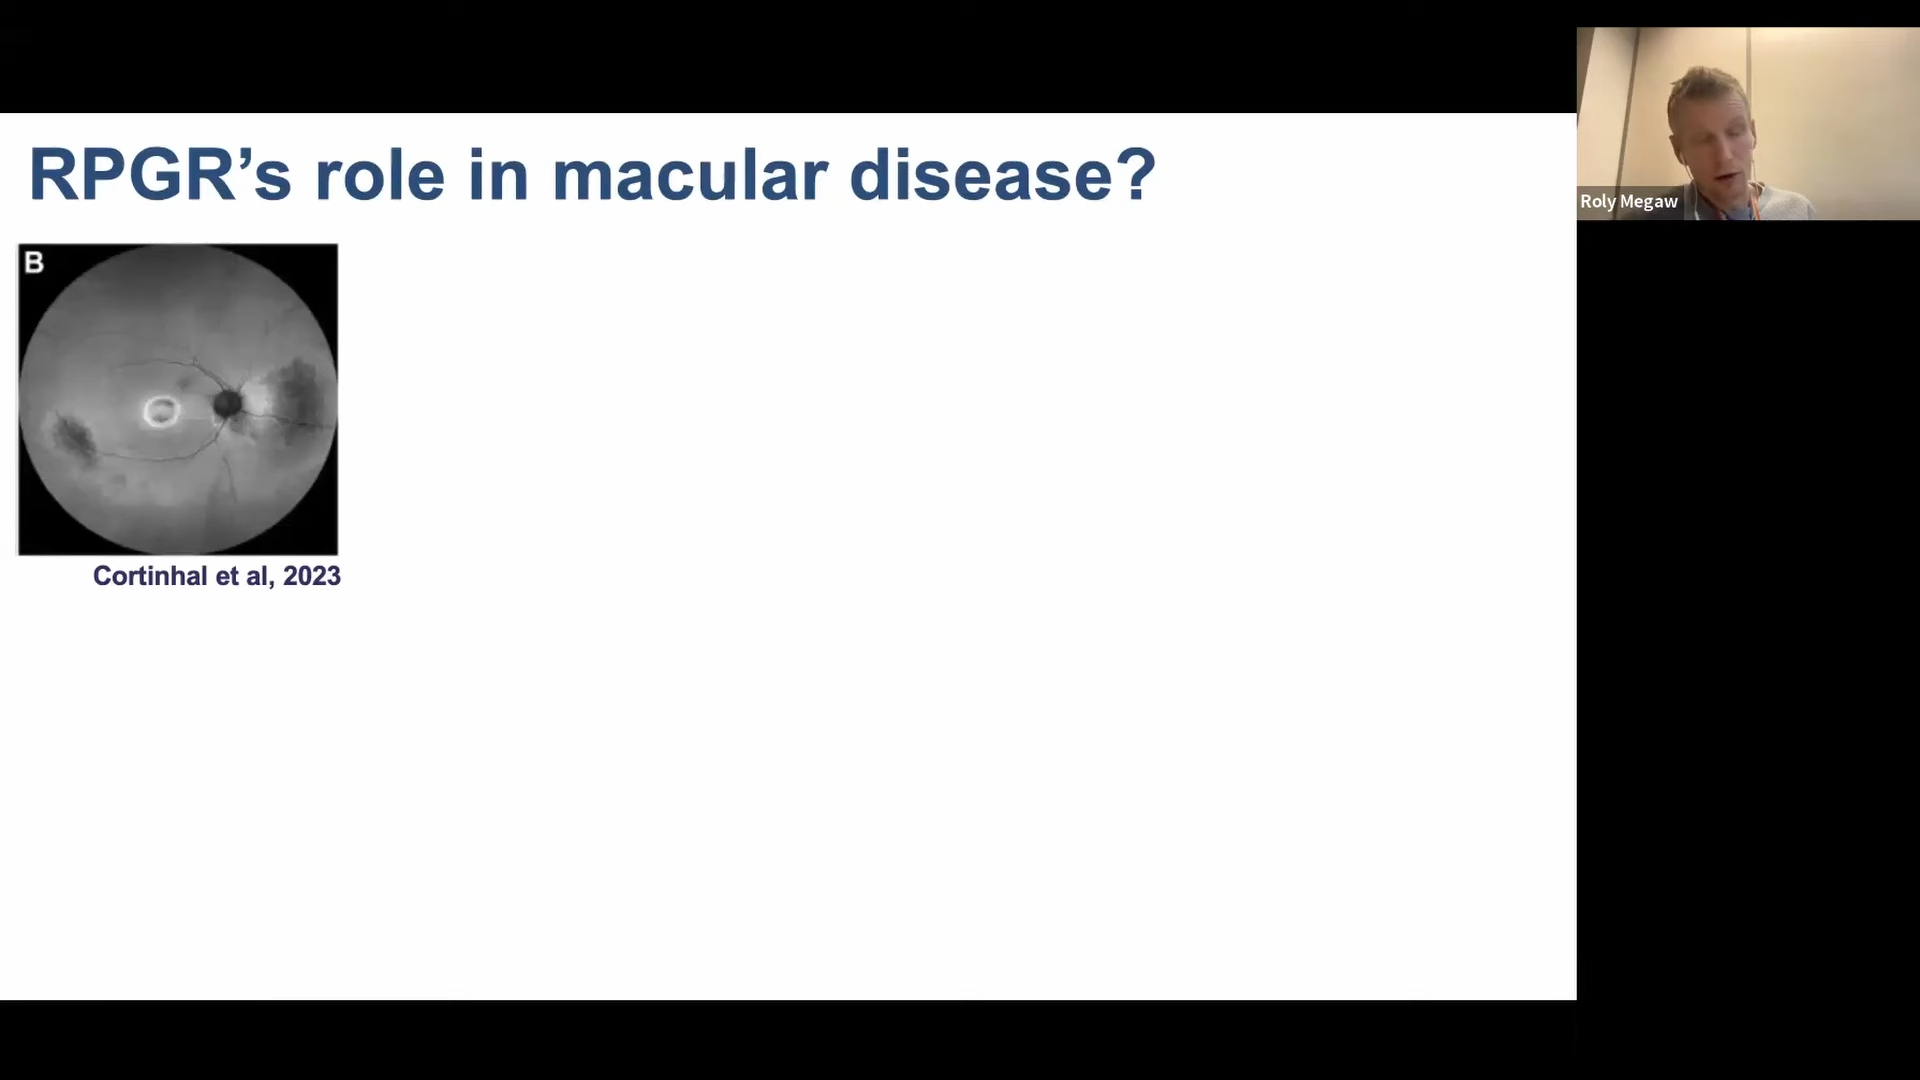 RPGR’s role in macular disease?
B
Cortinhal et al, 2023
Roly Megaw